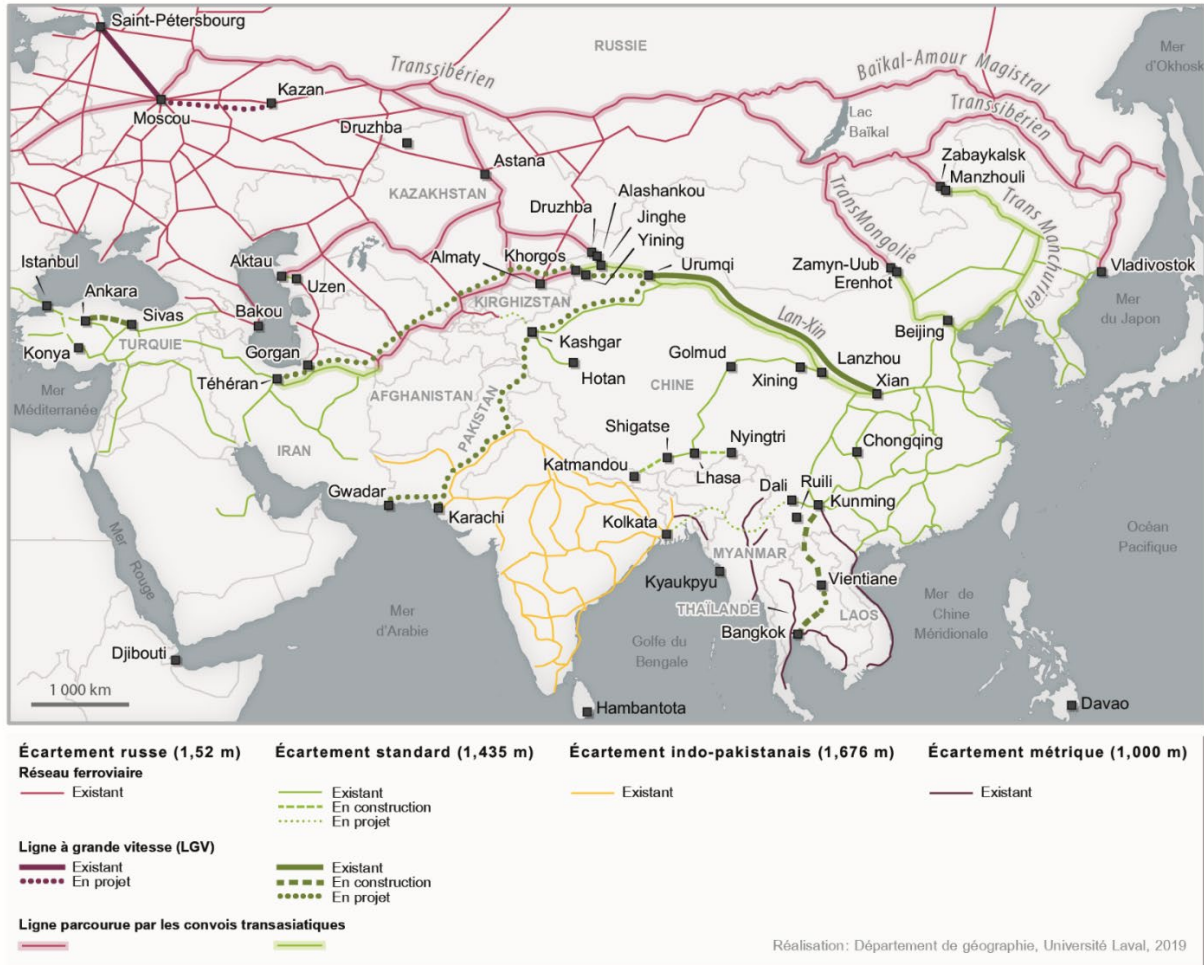 Saint-Pétersbourg
RUSSIE
Mer
d'Okhosk
Transsibérien
Baïkal-Amour Magistral
Kazan
Moscou
Transsibérien
Druzhba
Lac
Baïkal
Zabaykalsk
Astana
Manzhouli
KAZAKHSTAN
Alashankou
Druzhba
Jinghe
TransMongolie
Trans Manchurien
Yining
Istanbul
Aktau
Almaty
Khorgos
Urumqi
Zamyn-Uub
Vladivostok
Ankara
Uzen
Erenhot
KIRGHIZSTAN
Sivas
Bakou
Lan-Xin
Mer
du Japon
Beijing
Konya
TURQUIE
Gorgan
Kashgar
Golmud
Lanzhou
Téhéran
Hotan
CHINE
Xining
Xian
Mer
Méditerranée
AFGHANISTAN
PAKISTAN
Shigatse
Nyingtri
Chongqing
IRAN
Katmandou
Lhasa
Ruili
Dali
Gwadar
Kunming
Karachi
Kolkata
Océan
Pacifique
MYANMAR
Mer Rouge
Kyaukpyu
Vientiane
Mer
d'Arabie
THAÏLANDE
LAOS
Mer de
Chine
Méridionale
Bangkok
Golfe du
Bengale
Djibouti
1 000 km
Hambantota
Davao
Écartement russe (1,52 m)
Réseau ferroviaire
Existant
Ligne à grande vitesse (LGV)
Existant
En projet
Ligne parcourue par les convois transasiatiques
Écartement standard (1,435 m)
Existant
En construction
En projet
Existant
En construction
En projet
Écartement indo-pakistanais (1,676 m)
Existant
Écartement métrique (1,000 m)
Existant
Réalisation: Département de géographie, Université Laval, 2019